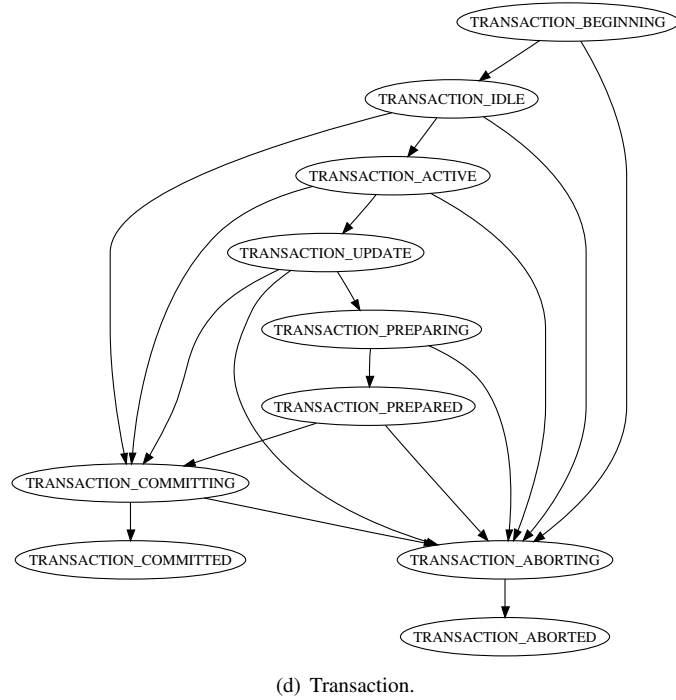 TRANSACTION_BEGINNING
TRANSACTION_IDLE
TRANSACTION_ACTIVE
TRANSACTION_UPDATE
TRANSACTION_PREPARING
TRANSACTION_PREPARED
TRANSACTION_COMMITTING
TRANSACTION_COMMITTED
TRANSACTION_ABORTING
TRANSACTION_ABORTED
(d) Transaction.